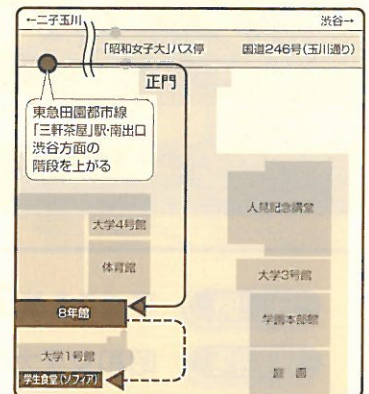 ←二子玉川
渋谷→
「昭和女子大」バス停
国道246号(玉川通り)
正門
東急田園都市線
「三軒茶屋」駅・南出口
渋谷方面の
階段を上がる
人見記念講堂
大学4号館
体育館
大学3号館
8年館
学園本部館
大学1号館
学生食堂(ソフィア)
庭園